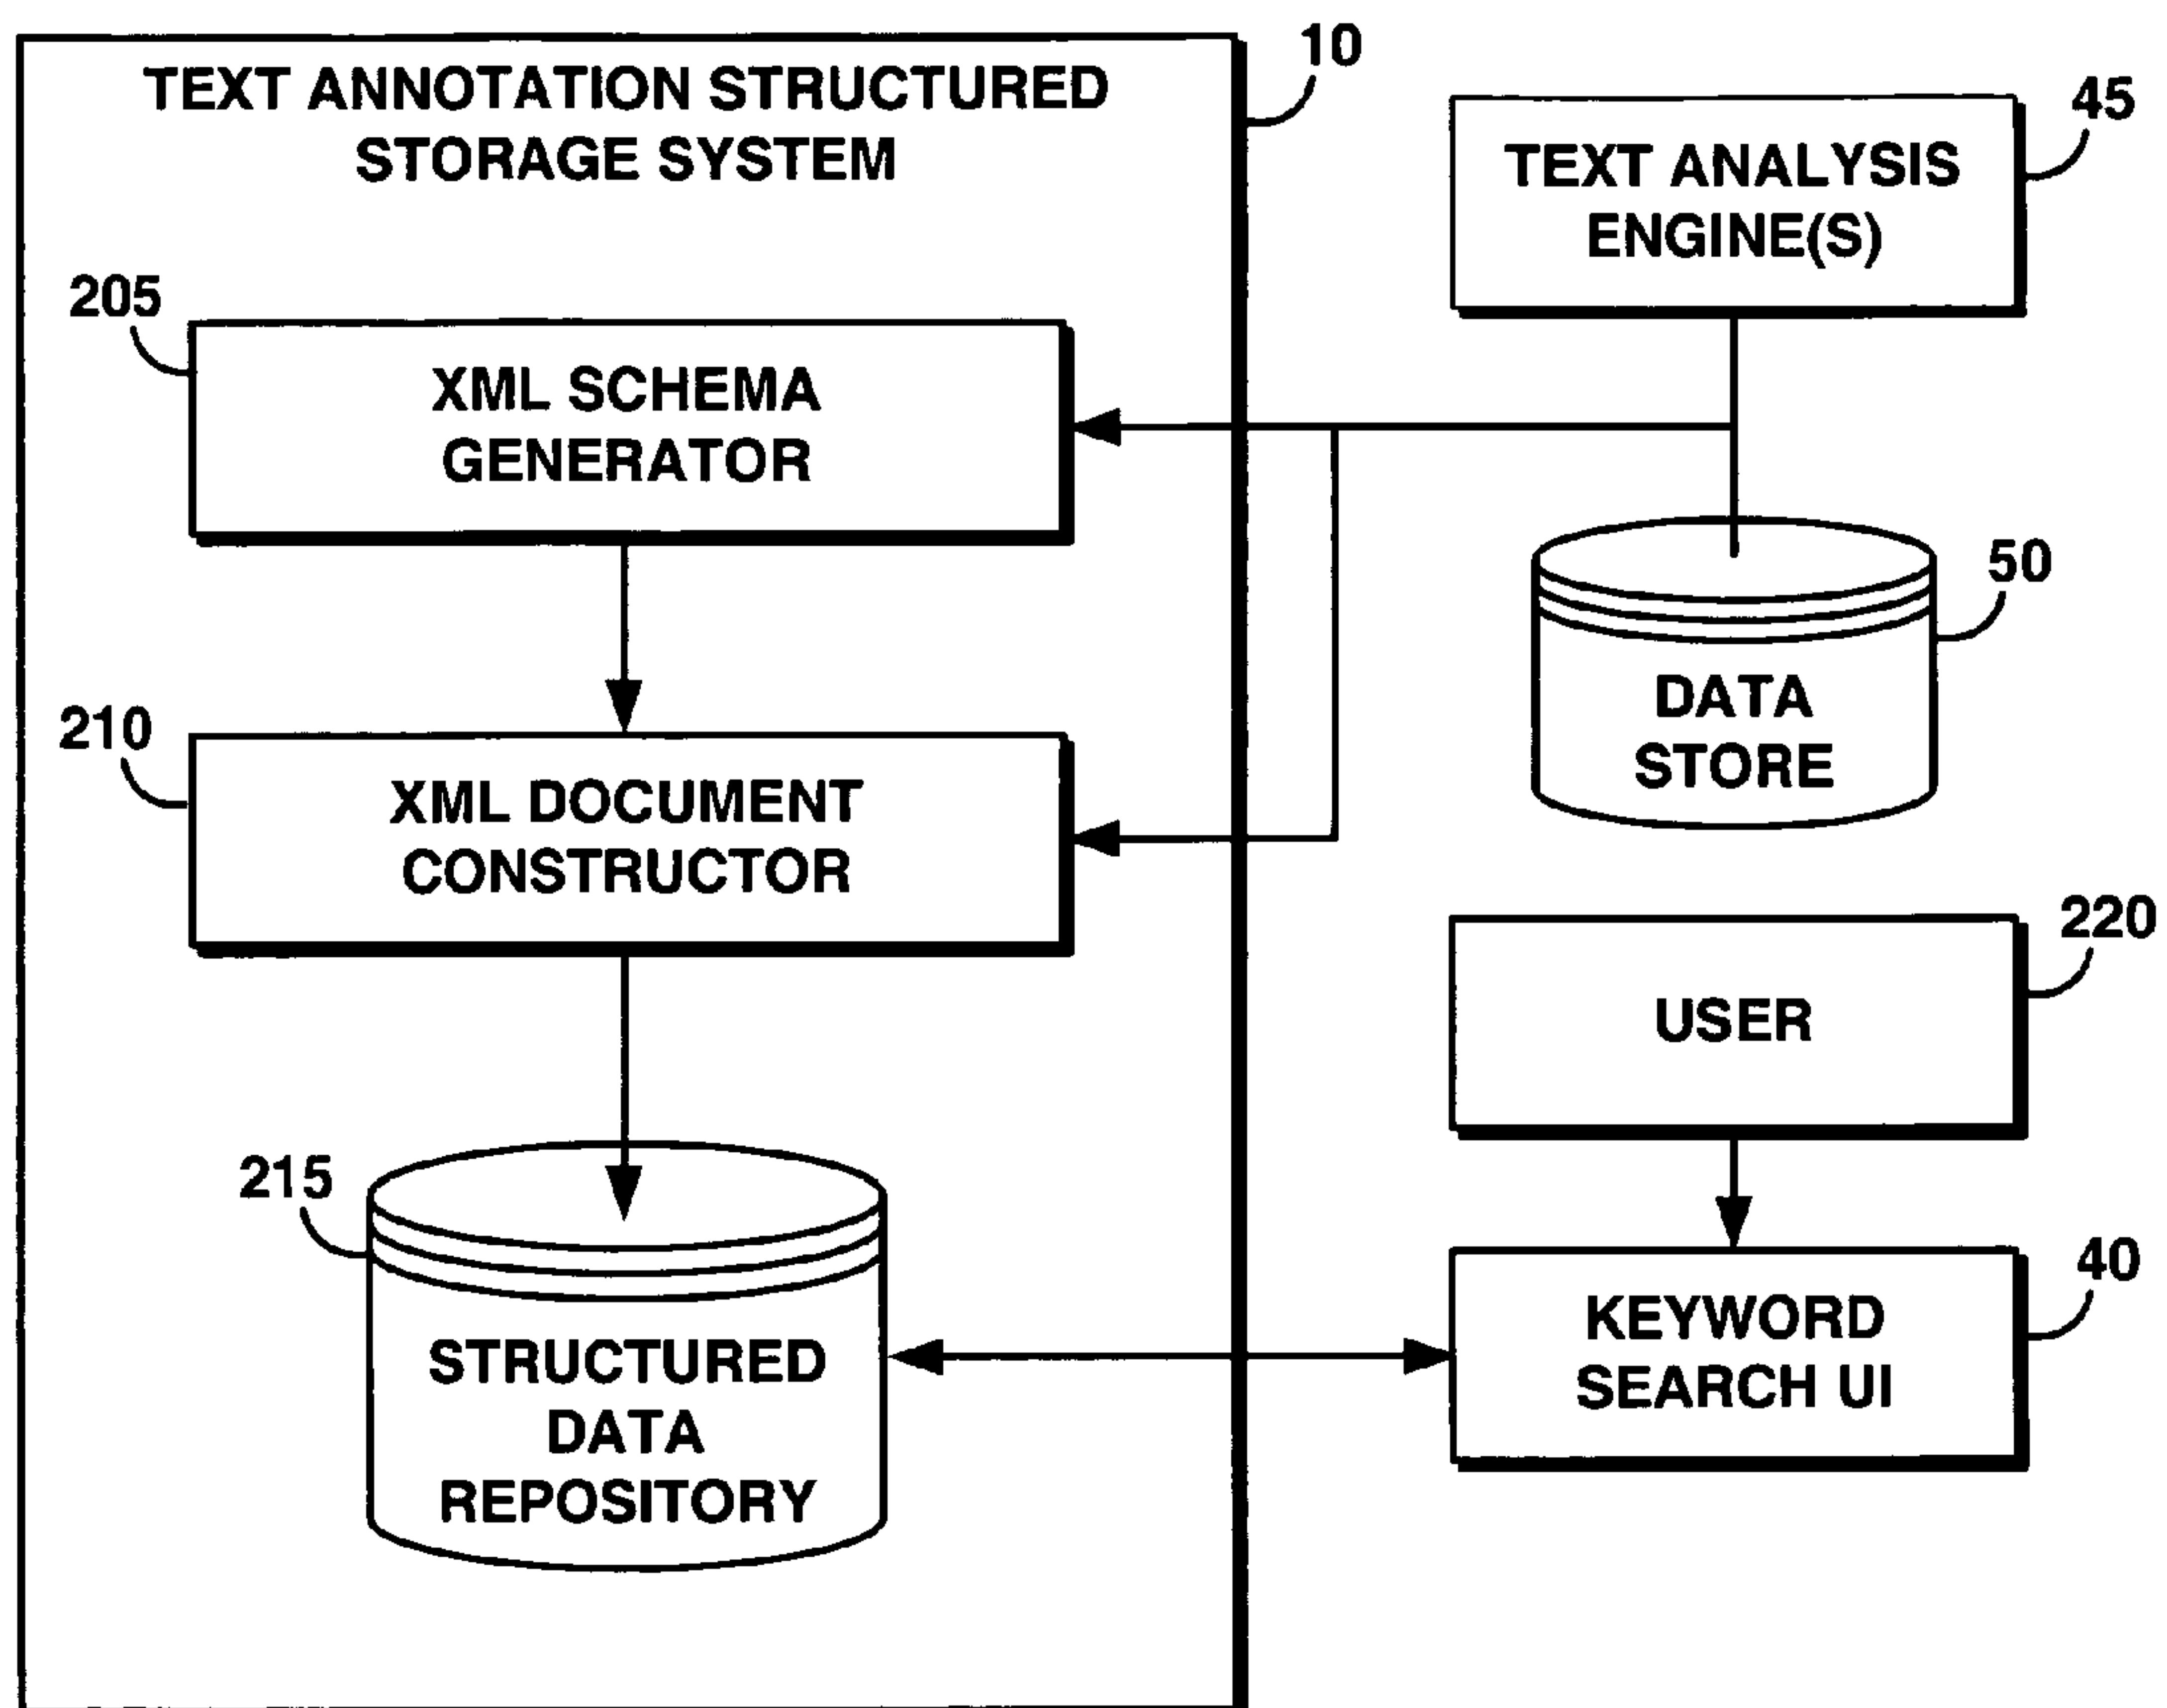 10
TEXT ANNOTATION STRUCTURED
STORAGE SYSTEM
45
TEXT ANALYSIS
ENGINE(S)
205
XML SCHEMA
GENERATOR
50
DATA
STORE
210
XML DOCUMENT
CONSTRUCTOR
220
USER
215
STRUCTURED
DATA
REPOSITORY
40
KEYWORD
SEARCH UI